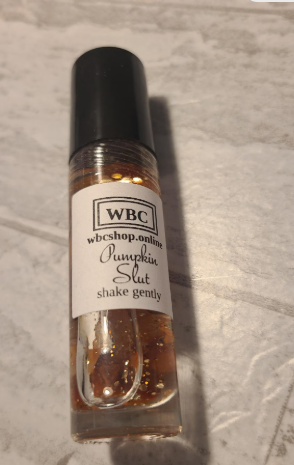 WBC
wbcshop.online
Pumpkin
Slut
shake gently